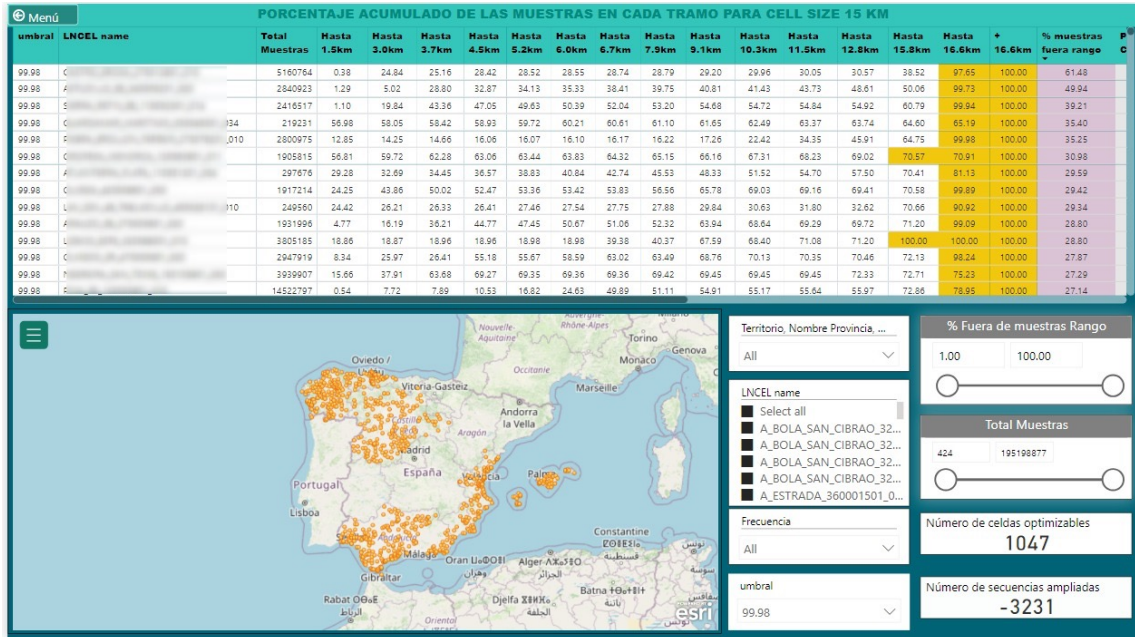 Menú
PORCENTAJE ACUMULADO DE LAS MUESTRAS EN CADA TRAMO PARA CELL SIZE 15 KM
umbral LNCEL name Total Muestras Hasta 1.5km Hasta 3.0km Hasta 3.7km Hasta 4.5km Hasta 5.2km Hasta 6.0km Hasta 6.7km Hasta 7.9km Hasta 9.1km Hasta 10.3km Hasta 11.5km Hasta 12.8km Hasta 15.8km Hasta 16.6km + 16.6km % muestras fuera rango
99.98 5160764 0.38 24.84 25.16 28.42 28.52 28.55 28.74 28.79 29.20 29.96 30.05 30.57 38.52 97.65 100.00 61.48
99.98 2840923 1.29 5.02 28.80 32.87 34.13 35.33 38.41 39.75 40.81 41.43 43.73 48.61 50.06 99.73 100.00 49.94
99.98 2416517 1.10 19.84 43.36 47.05 49.63 50.39 52.04 53.20 54.68 54.72 54.84 54.92 60.79 99.94 100.00 39.21
99.98 034 219231 56.98 58.05 58.42 58.93 59.72 60.21 60.61 61.10 61.65 62.49 63.37 63.74 64.60 65.19 100.00 35.40
99.98 _010 2800975 12.85 14.25 14.66 16.06 16.07 16.10 16.17 16.22 17.26 22.42 34.35 45.91 64.75 99.98 100.00 35.25
99.98 1905815 56.81 59.72 62.28 63.06 63.44 63.83 64.32 65.15 66.16 67.31 68.23 69.02 70.57 70.91 100.00 30.98
99.98 297676 29.28 32.69 34.45 36.57 38.83 40.84 42.74 45.53 48.33 51.52 54.70 57.50 70.41 81.13 100.00 29.59
99.98 1917214 24.25 43.86 50.02 52.47 53.36 53.42 53.83 56.56 65.78 69.03 69.16 69.41 70.58 99.89 100.00 29.42
99.98 010 249560 24.42 26.21 26.33 26.41 27.46 27.54 27.75 27.88 29.84 30.63 31.80 32.62 70.66 90.92 100.00 29.34
99.98 1931996 4.77 16.19 36.21 44.77 47.45 50.67 51.06 52.32 63.94 68.64 69.29 69.72 71.20 99.09 100.00 28.80
99.98 3805185 18.86 18.87 18.96 18.96 18.98 18.98 39.38 40.37 67.59 68.40 71.08 71.20 100.00 100.00 100.00 28.80
99.98 2947919 8.34 25.97 26.41 55.18 55.67 58.59 63.02 63.49 68.76 70.13 70.35 70.46 72.13 98.24 100.00 27.87
99.98 3939907 15.66 37.91 63.68 69.27 69.35 69.36 69.36 69.42 69.45 69.45 69.45 72.33 72.71 75.23 100.00 27.29
99.98 14522797 0.54 7.72 7.89 10.53 16.82 24.63 49.89 51.11 54.91 55.17 55.64 55.97 72.86 78.95 100.00 27.14
Nouvelle-Aquitaine
Rhône-Alpes
Torino
Genova
Monaco
Occitanie
Marseille
Oviedo /
Vitoria-Gasteiz
Andorra
la Vella
Aragón
España
Portugal
Lisboa
Málaga
Gibraltar
Constantine
قسنطينة
Alger
الجزائر
Oran
وهران
Rabat
الرباط
Djelfa
الجلفة
Batna
باتنة
Oriental
تونس
سوسة
esri
Territorio, Nombre Provincia, ...
All
LNCEL name
Select all
A_BOLA_SAN_CIBRAO_32...
A_BOLA_SAN_CIBRAO_32...
A_BOLA_SAN_CIBRAO_32...
A_BOLA_SAN_CIBRAO_32...
A_ESTRADA_360001501_0...
Frecuencia
All
umbral
99.98
% Fuera de muestras Rango
1.00 100.00
Total Muestras
424 195198877
Número de celdas optimizables
1047
Número de secuencias ampliadas
-3231